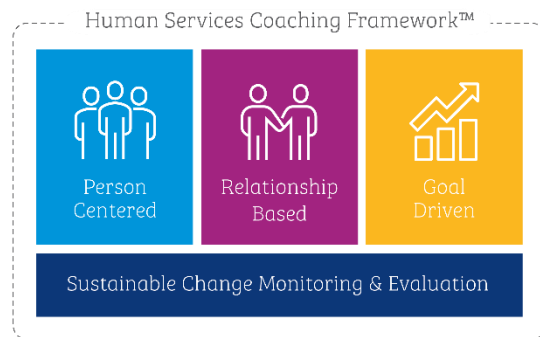 Human Services Coaching Framework™
Person
Centered
Relationship
Based
Goal
Driven
Sustainable Change Monitoring & Evaluation